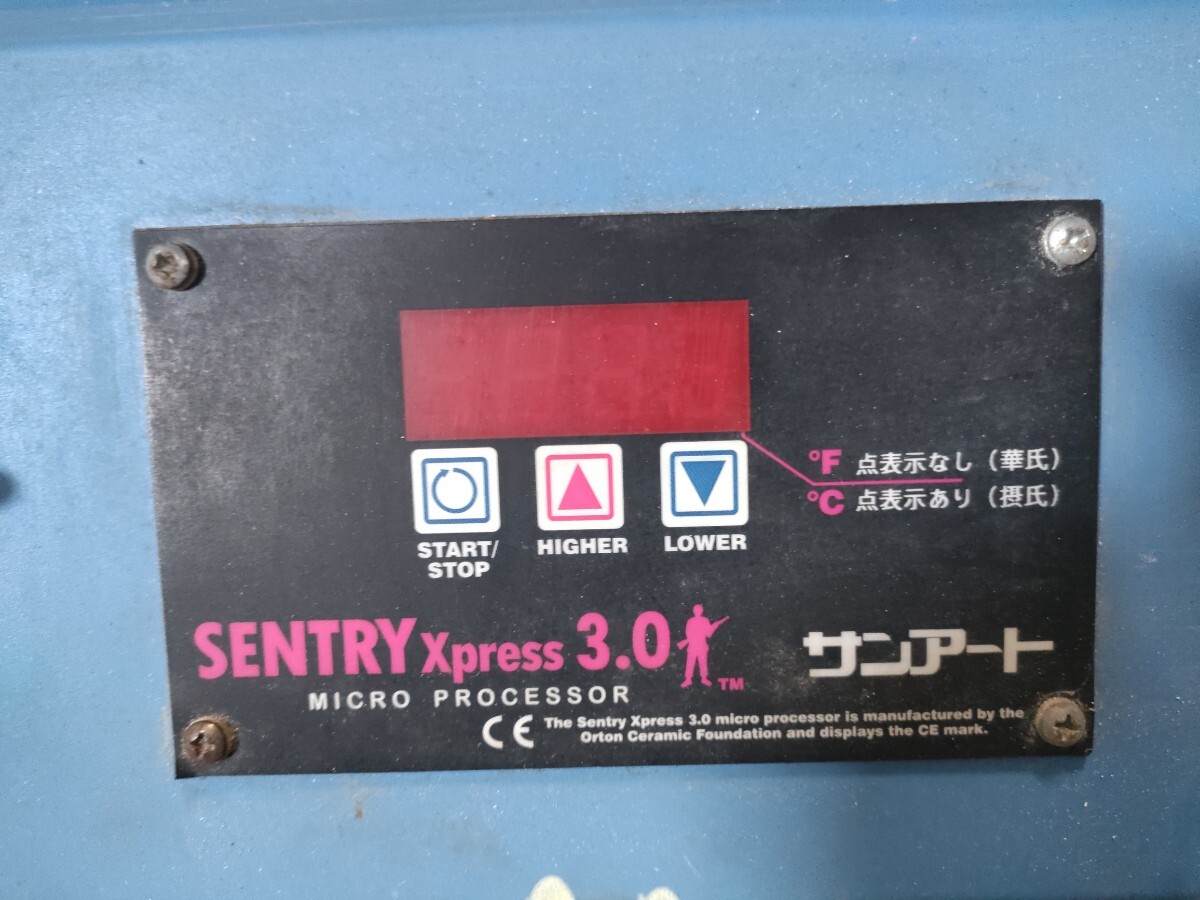 °F 点表示なし（華氏）
°C 点表示あり（摂氏）
START/
STOP
HIGHER
LOWER
SENTRY Xpress 3.0 TM
サンアート
MICRO PROCESSOR
CE The Sentry Xpress 3.0 micro processor is manufactured by the
Orton Ceramic Foundation and displays the CE mark.